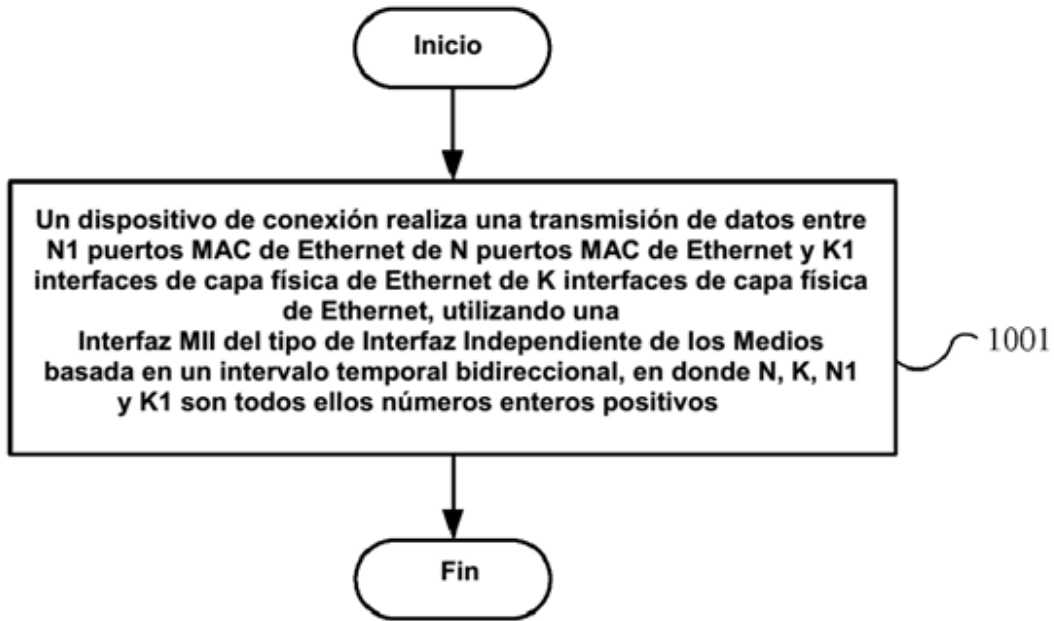 Inicio
Un dispositivo de conexión realiza una transmisión de datos entre
N1 puertos MAC de Ethernet de N puertos MAC de Ethernet y K1
interfaces de capa física de Ethernet de K interfaces de capa física
de Ethernet, utilizando una
Interfaz MII del tipo de Interfaz Independiente de los Medios
basada en un intervalo temporal bidireccional, en donde N, K, N1
y K1 son todos ellos números enteros positivos
1001
Fin